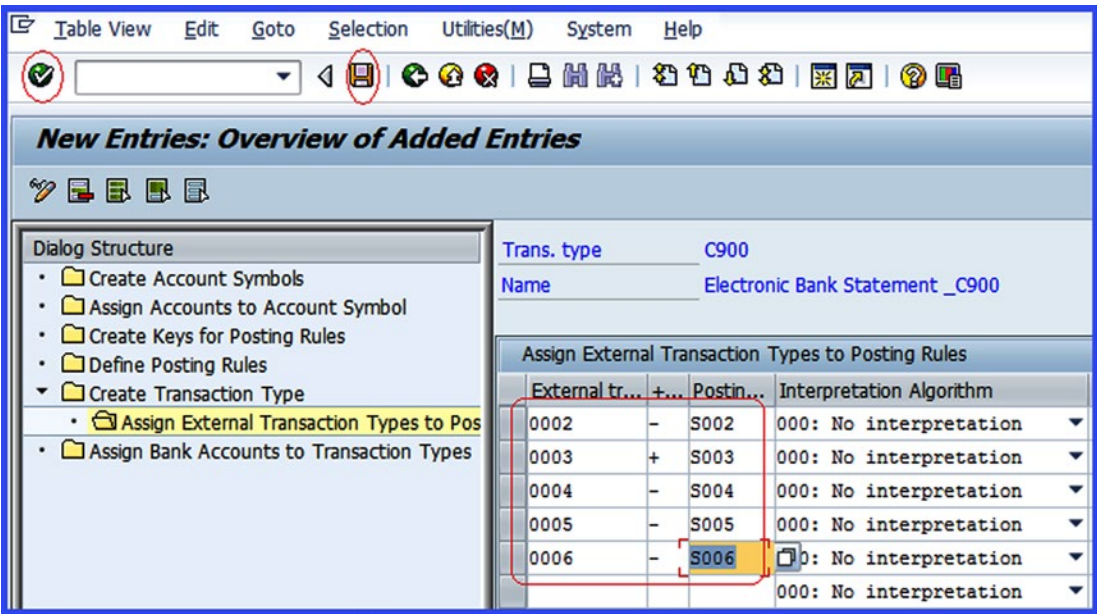 Table View Edit Goto Selection Utilities(M) System Help
New Entries: Overview of Added Entries
Dialog Structure
Create Account Symbols
Assign Accounts to Account Symbol
Create Keys for Posting Rules
Define Posting Rules
Create Transaction Type
Assign External Transaction Types to Pos
Assign Bank Accounts to Transaction Types
Trans. type C900
Name Electronic Bank Statement _C900
Assign External Transaction Types to Posting Rules
External tr... +... Postin... Interpretation Algorithm
0002 - S002 000: No interpretation
0003 + S003 000: No interpretation
0004 - S004 000: No interpretation
0005 - S005 000: No interpretation
0006 - S006 0: No interpretation
000: No interpretation